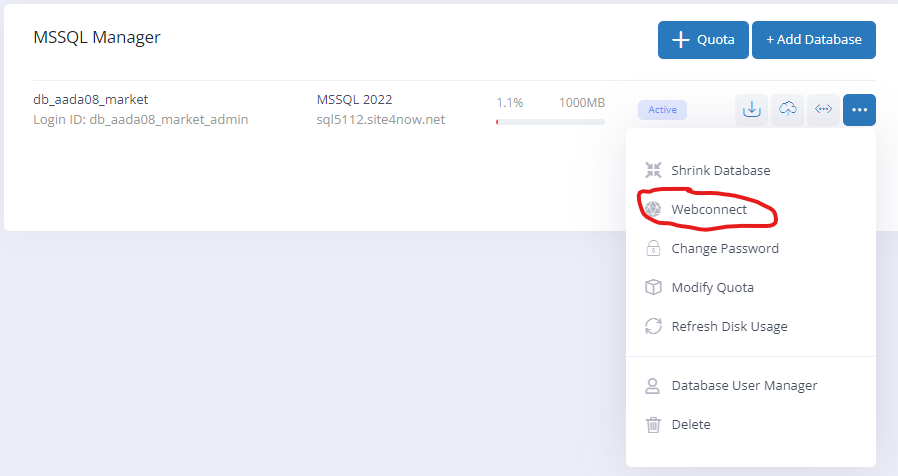 MSSQL Manager
+ Quota
+ Add Database
db_aada08_market
MSSQL 2022
1.1%
1000MB
Active
Login ID: db_aada08_market_admin
sql5112.site4now.net
Shrink Database
Webconnect
Change Password
Modify Quota
Refresh Disk Usage
Database User Manager
Delete